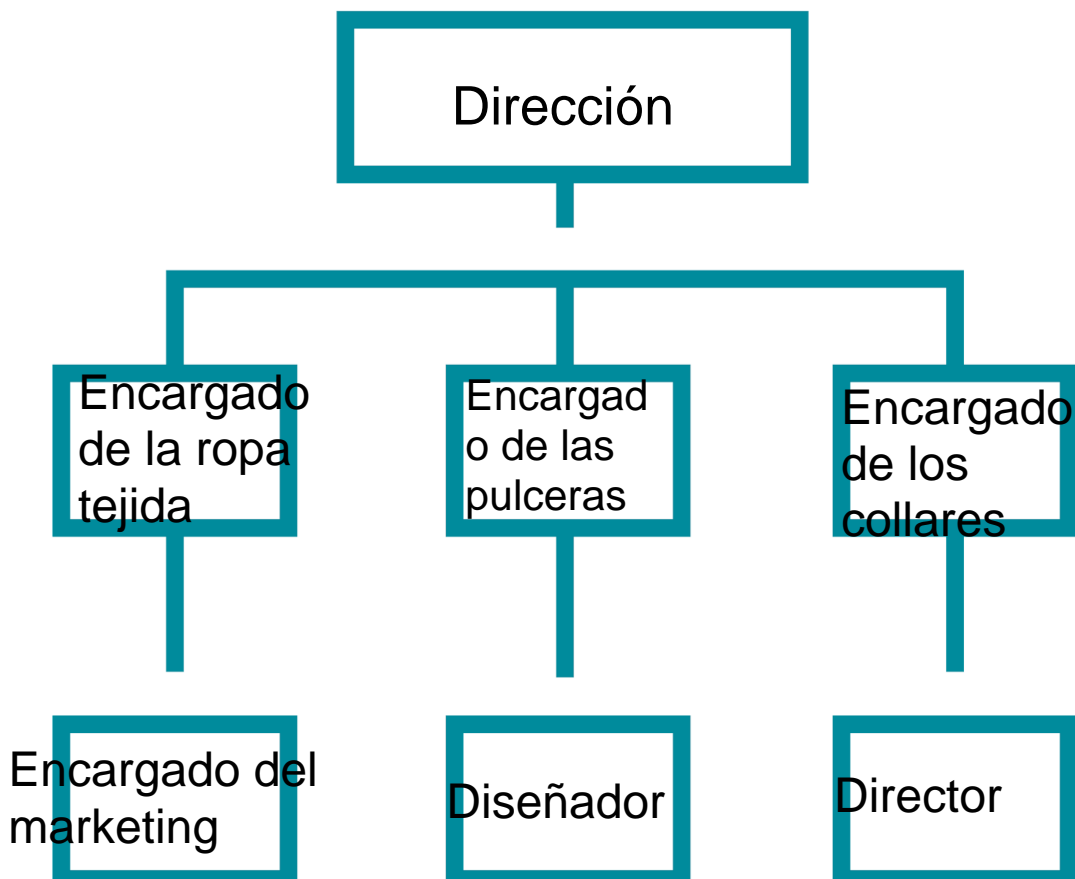 Dirección
Encargado
de la ropa
tejida
Encargad
o de las
pulceras
Encargado
de los
collares
Encargado del
marketing
Diseñador
Director